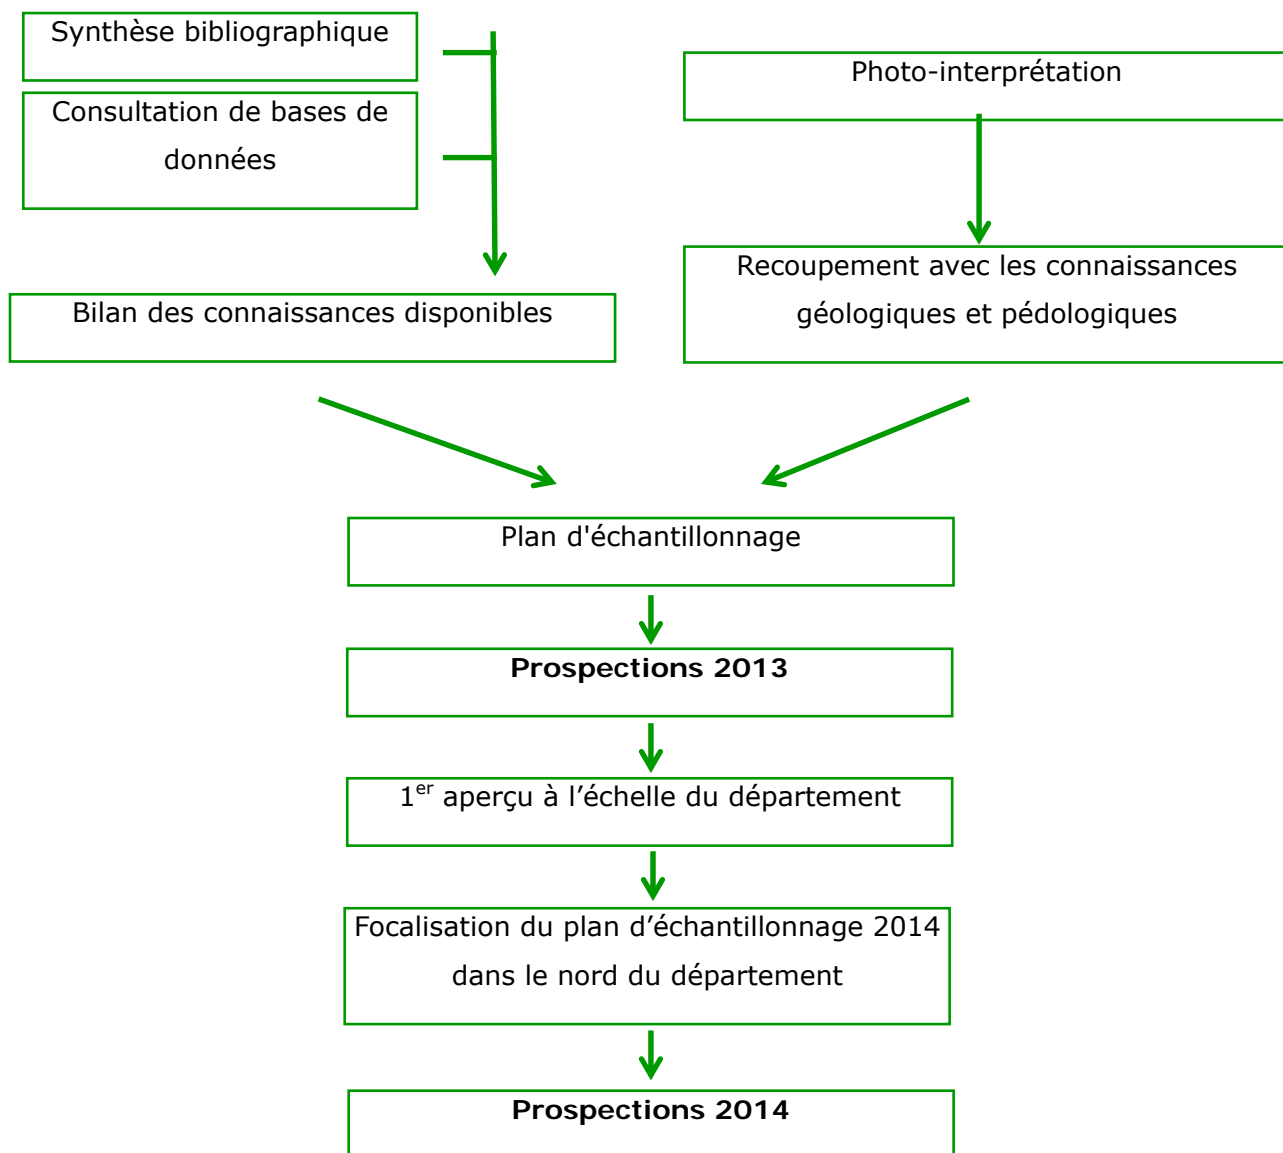 Synthèse bibliographique
Consultation de bases de
données
Bilan des connaissances disponibles
Photo-interprétation
Recoupement avec les connaissances
géologiques et pédologiques
Plan d'échantillonnage
Prospections 2013
1er aperçu à l’échelle du département
Focalisation du plan d’échantillonnage 2014
dans le nord du département
Prospections 2014